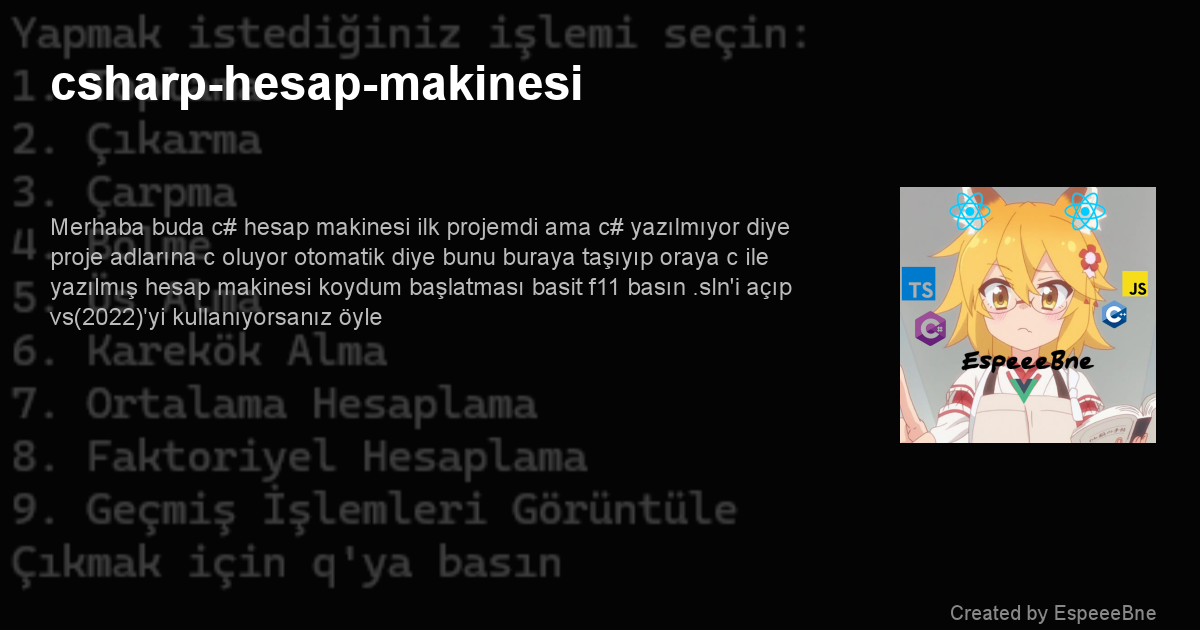 Yapmak istediğiniz işlemi seçin:
csharp-hesap-makinesi
1.
2. Çıkarma
3. Çarpma
Merhaba buda c# hesap makinesi ilk projemdi ama c# yazılmıyor diye
4. Bölme
proje adlarına c oluyor otomatik diye bunu buraya taşıyıp oraya c ile
yazılmış hesap makinesi koydum başlatması basit f11 basın .sln'i açıp
5. Üs Alma
vs(2022)'yi kullanıyorsanız öyle
6. Karekök Alma
7. Ortalama Hesaplama
8. Faktoriyel Hesaplama
9. Geçmiş İşlemleri Görüntüle
Çıkmak için q'ya basın
TS
JS
C#
C++
EspeeeBne
Created by EspeeeBne